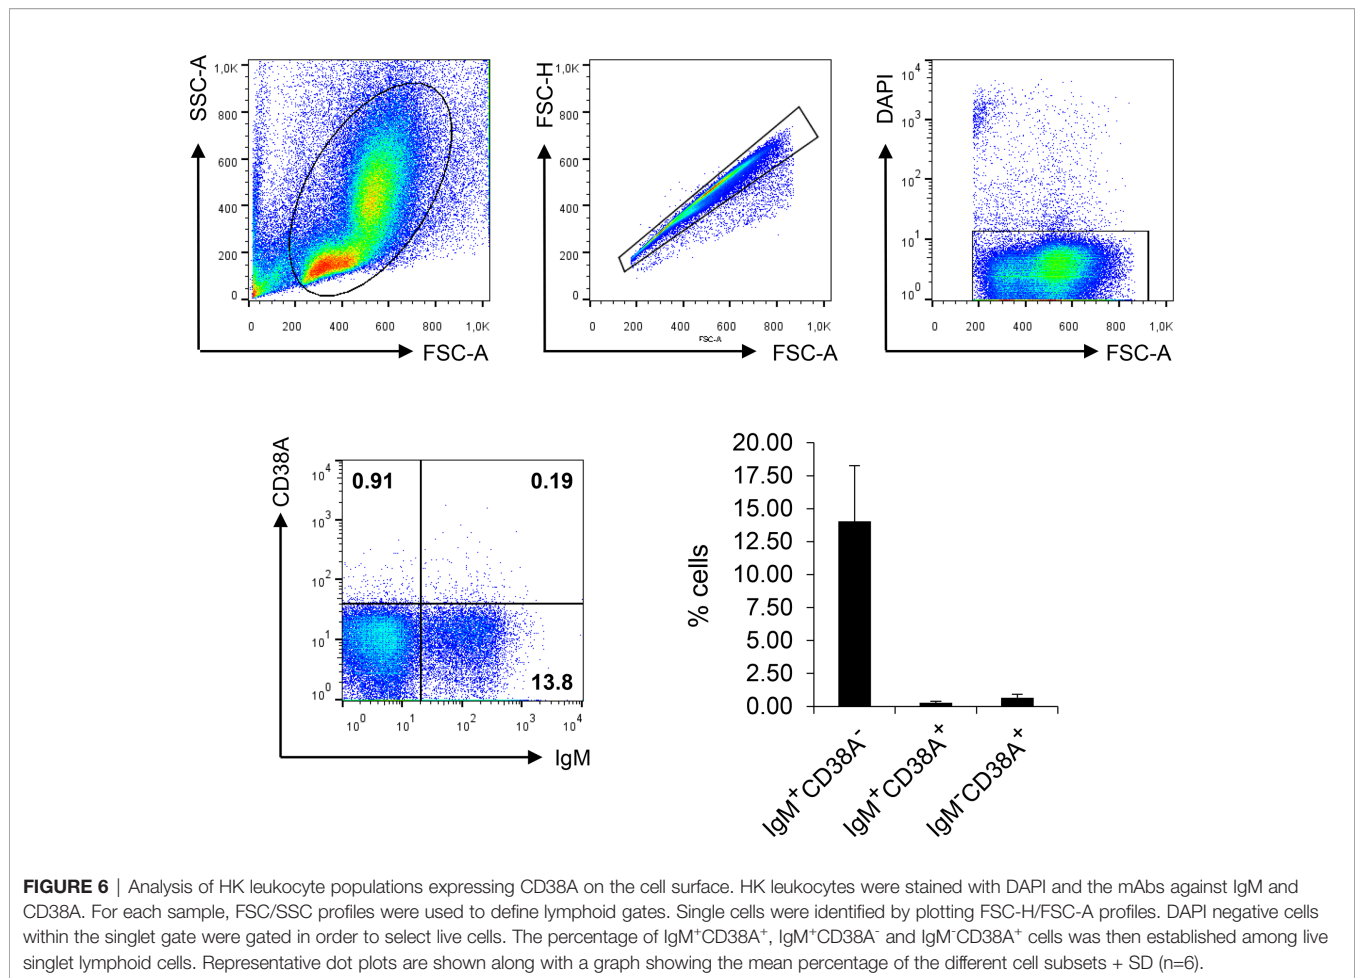 SSC-A
1,0K
800
600
400
200
0
0 200 400 600 800 1,0K
FSC-A
FSC-H
1,0K
800
600
400
200
0
0 200 400 600 800 1,0K
FSC-A
FSC-A
DAPI
10^4
10^3
10^2
10^1
10^0
0 200 400 600 800 1,0K
FSC-A
CD38A
10^4
10^3
10^2
10^1
10^0
0.91 0.19
13.8
10^0 10^1 10^2 10^3 10^4
IgM
% cells
20.00
17.50
15.00
12.50
10.00
7.50
5.00
2.50
0.00
IgM+CD38A-
IgM+CD38A+
IgM-CD38A+
FIGURE 6 | Analysis of HK leukocyte populations expressing CD38A on the cell surface. HK leukocytes were stained with DAPI and the mAbs against IgM and
CD38A. For each sample, FSC/SSC profiles were used to define lymphoid gates. Single cells were identified by plotting FSC-H/FSC-A profiles. DAPI negative cells
within the singlet gate were gated in order to select live cells. The percentage of IgM+CD38A+, IgM+CD38A- and IgM-CD38A+ cells was then established among live
singlet lymphoid cells. Representative dot plots are shown along with a graph showing the mean percentage of the different cell subsets + SD (n=6).